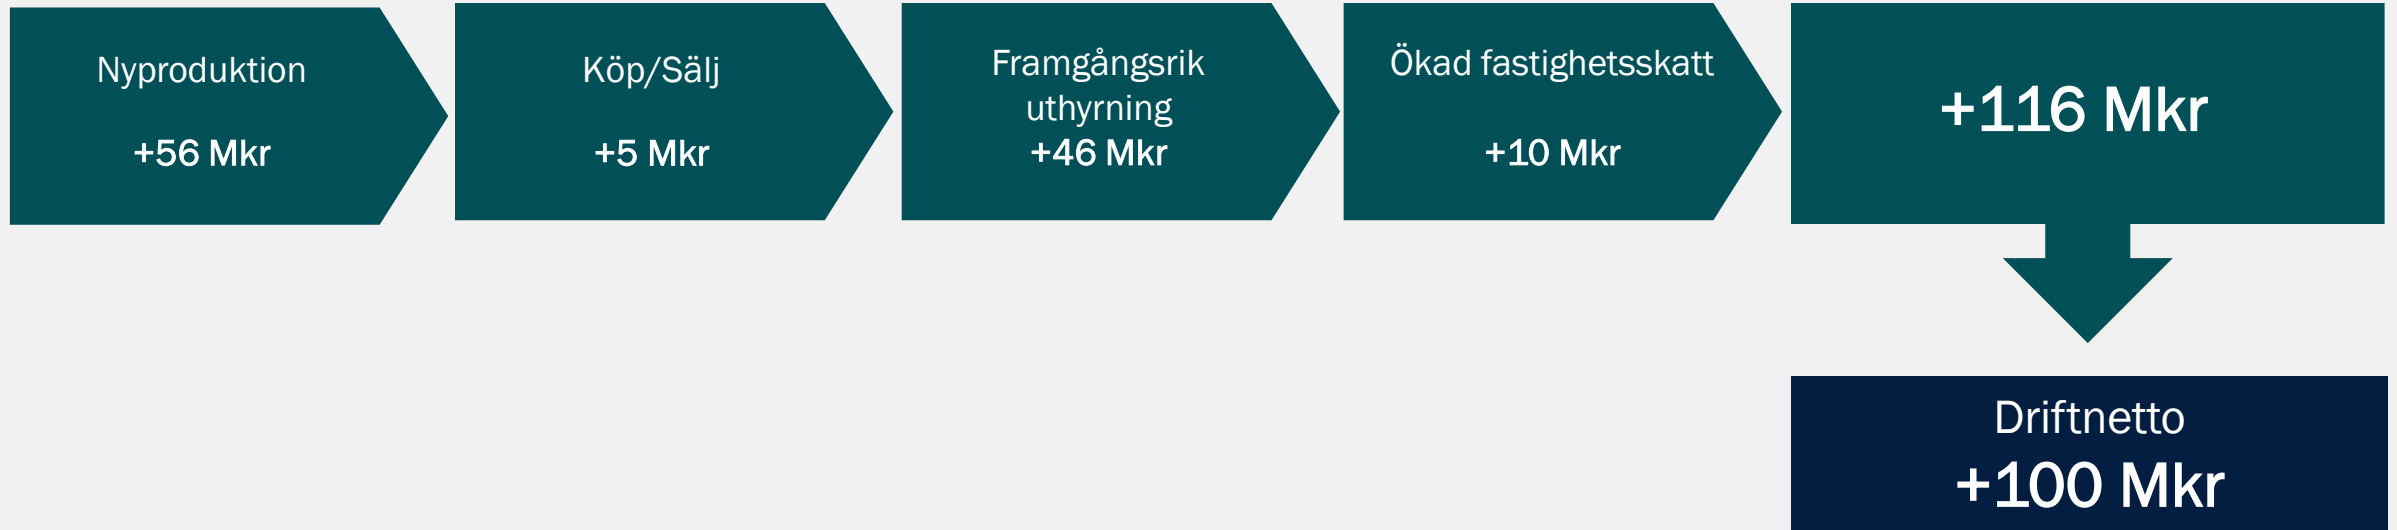 Nyproduktion
+56 Mkr
Köp/Sälj
+5 Mkr
Framgångsrik
uthyrning
+46 Mkr
Ökad fastighetsskatt
+10 Mkr
+116 Mkr
Driftnetto
+100 Mkr